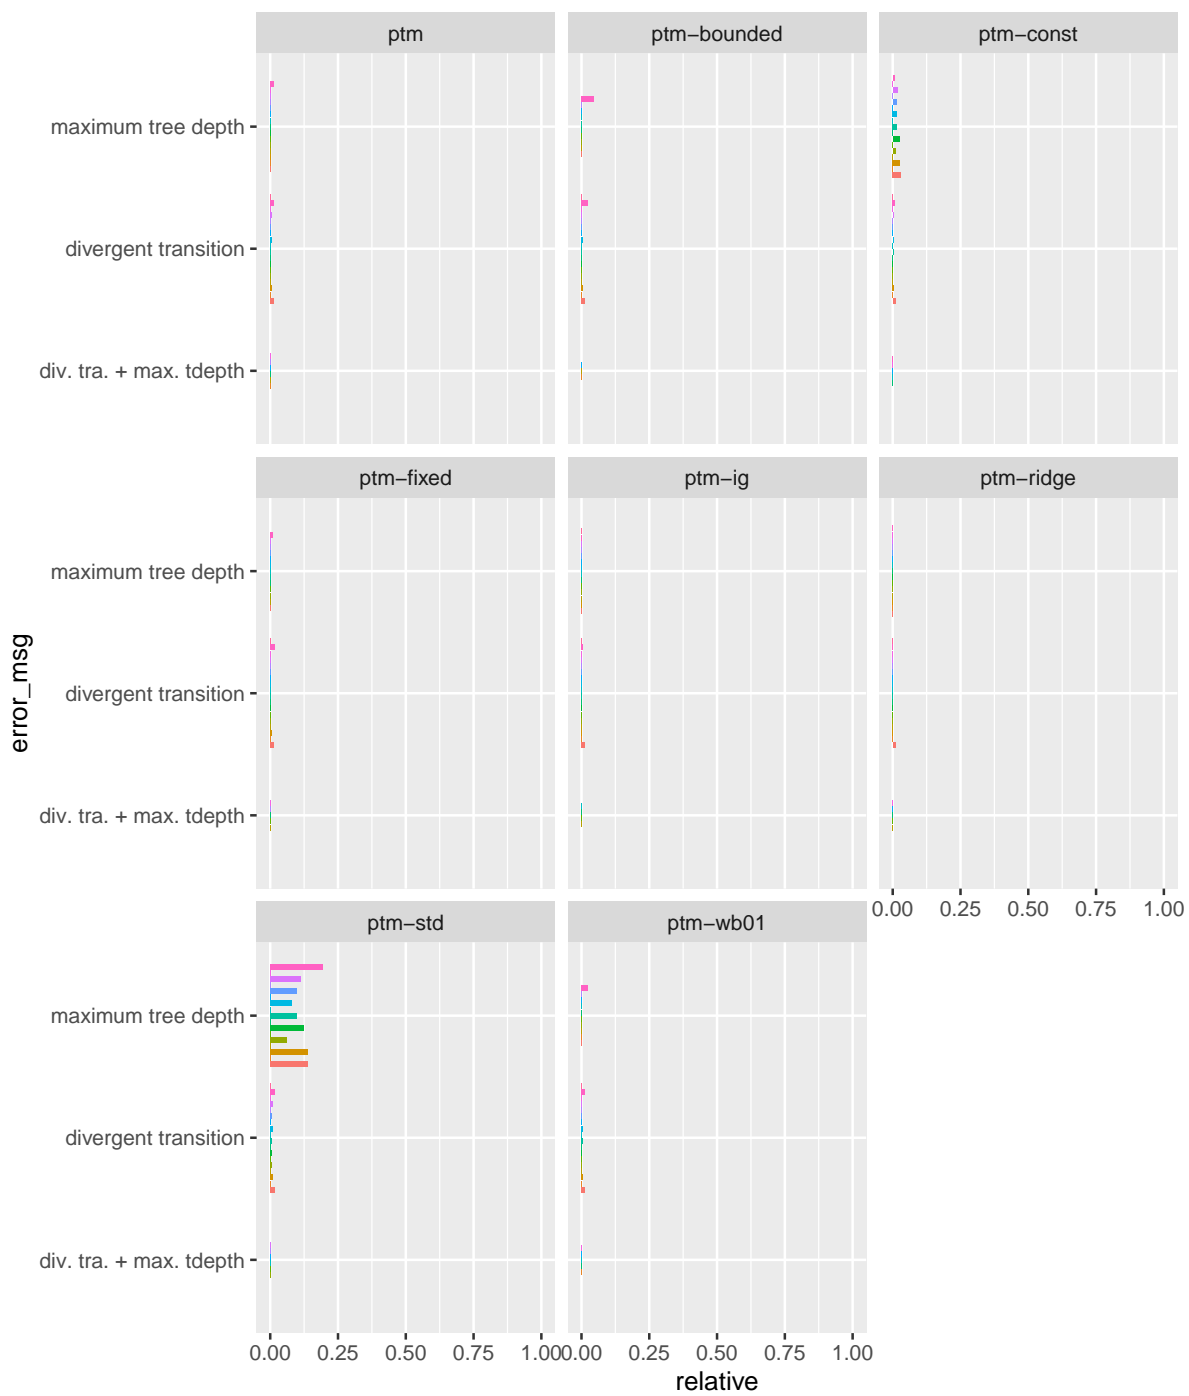 ptm
ptm−bounded
ptm−const
maximum tree depth
divergent transition
div. tra. + max. tdepth
ptm−fixed
ptm−ig
ptm−ridge
maximum tree depth
divergent transition
div. tra. + max. tdepth
0.00 0.25 0.50 0.75 1.00
ptm−std
ptm−wb01
maximum tree depth
divergent transition
div. tra. + max. tdepth
0.00 0.25 0.50 0.75 1.00
0.00 0.25 0.50 0.75 1.00
relative
error_msg